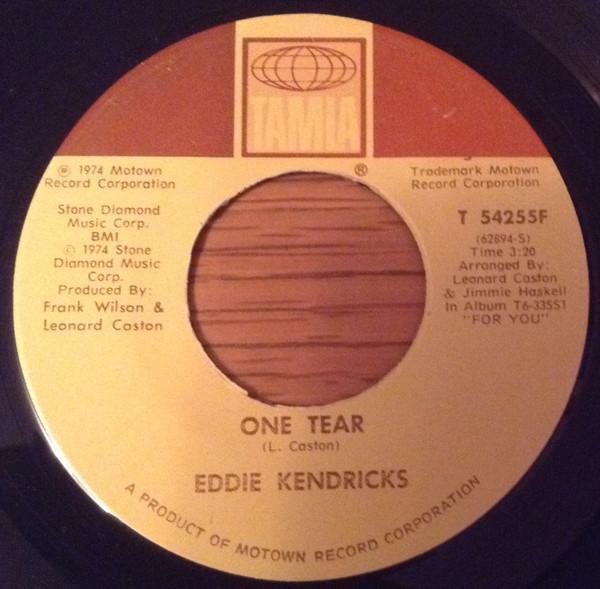 TAMLA
®
℗ 1974 Motown
Record Corporation
Stone Diamond
Music Corp.
BMI
© 1974 Stone
Diamond Music
Corp.
Produced By:
Frank Wilson &
Leonard Caston
Trademark Motown
Record Corporation
T 54255F
(62894-S)
Time 3:20
Arranged By:
Leonard Caston
& Jimmie Haskell
In Album T6-335S1
"FOR YOU"
ONE TEAR
(L. Caston)
EDDIE KENDRICKS
A PRODUCT OF MOTOWN RECORD CORPORATION